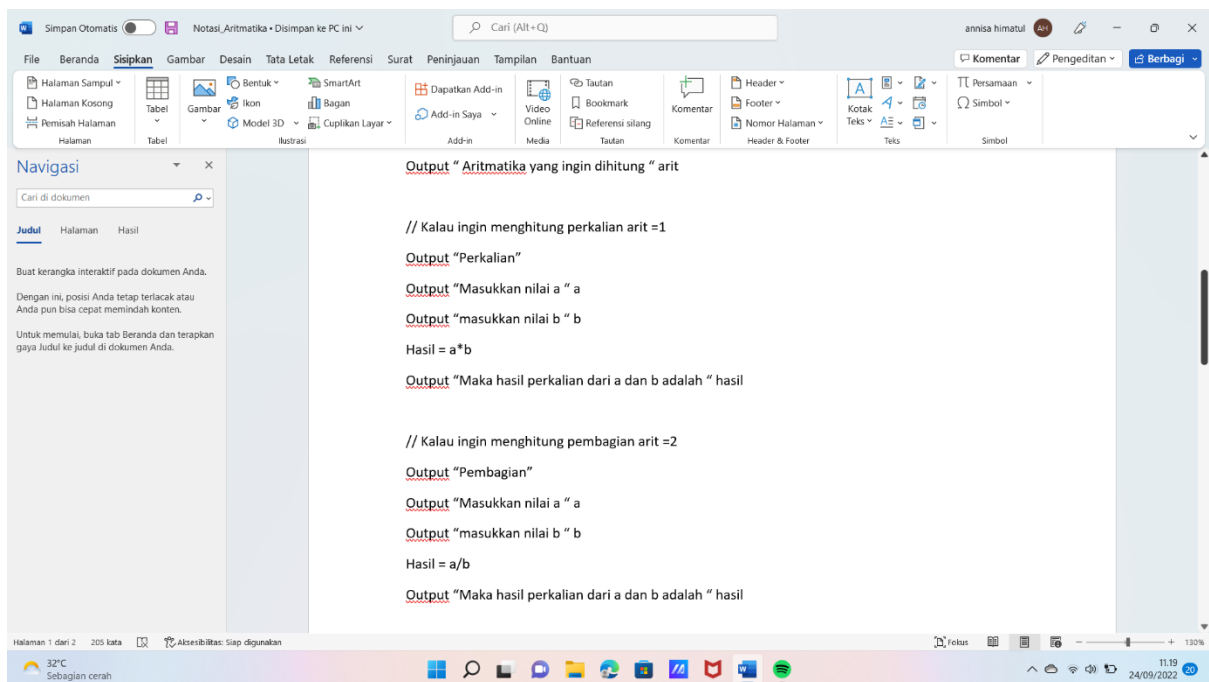 Simpan Otomatis
Notasi_Aritmatika • Disimpan ke PC ini
Cari (Alt+Q)
annisa himatul
AH
File Beranda Sisipkan Gambar Desain Tata Letak Referensi Surat Peninjauan Tampilan Bantuan
Komentar Pengeditan Berbagi
Halaman Sampul
Halaman Kosong
Pemisah Halaman
Halaman
Tabel
Tabel
Gambar
Bentuk
Ikon
Model 3D
SmartArt
Bagan
Cuplikan Layar
Ilustrasi
Dapatkan Add-in
Add-in Saya
Add-in
Video
Online
Media
Tautan
Bookmark
Referensi silang
Tautan
Komentar
Komentar
Header
Footer
Nomor Halaman
Header & Footer
Kotak
Teks
Teks
Persamaan
Simbol
Simbol
Navigasi
Cari di dokumen
Judul Halaman Hasil
Buat kerangka interaktif pada dokumen Anda.
Dengan ini, posisi Anda tetap terlacak atau
Anda pun bisa cepat memindah konten.
Untuk memulai, buka tab Beranda dan terapkan
gaya Judul ke judul di dokumen Anda.
Output “ Aritmatika yang ingin dihitung “ arit
// Kalau ingin menghitung perkalian arit =1
Output “Perkalian”
Output “Masukkan nilai a “ a
Output “masukkan nilai b “ b
Hasil = a*b
Output “Maka hasil perkalian dari a dan b adalah “ hasil
// Kalau ingin menghitung pembagian arit =2
Output “Pembagian”
Output “Masukkan nilai a “ a
Output “masukkan nilai b “ b
Hasil = a/b
Output “Maka hasil perkalian dari a dan b adalah “ hasil
Halaman 1 dari 2 205 kata Aksesibilitas: Siap digunakan
Fokus
130%
32°C
Sebagian cerah
11.19
24/09/2022
20